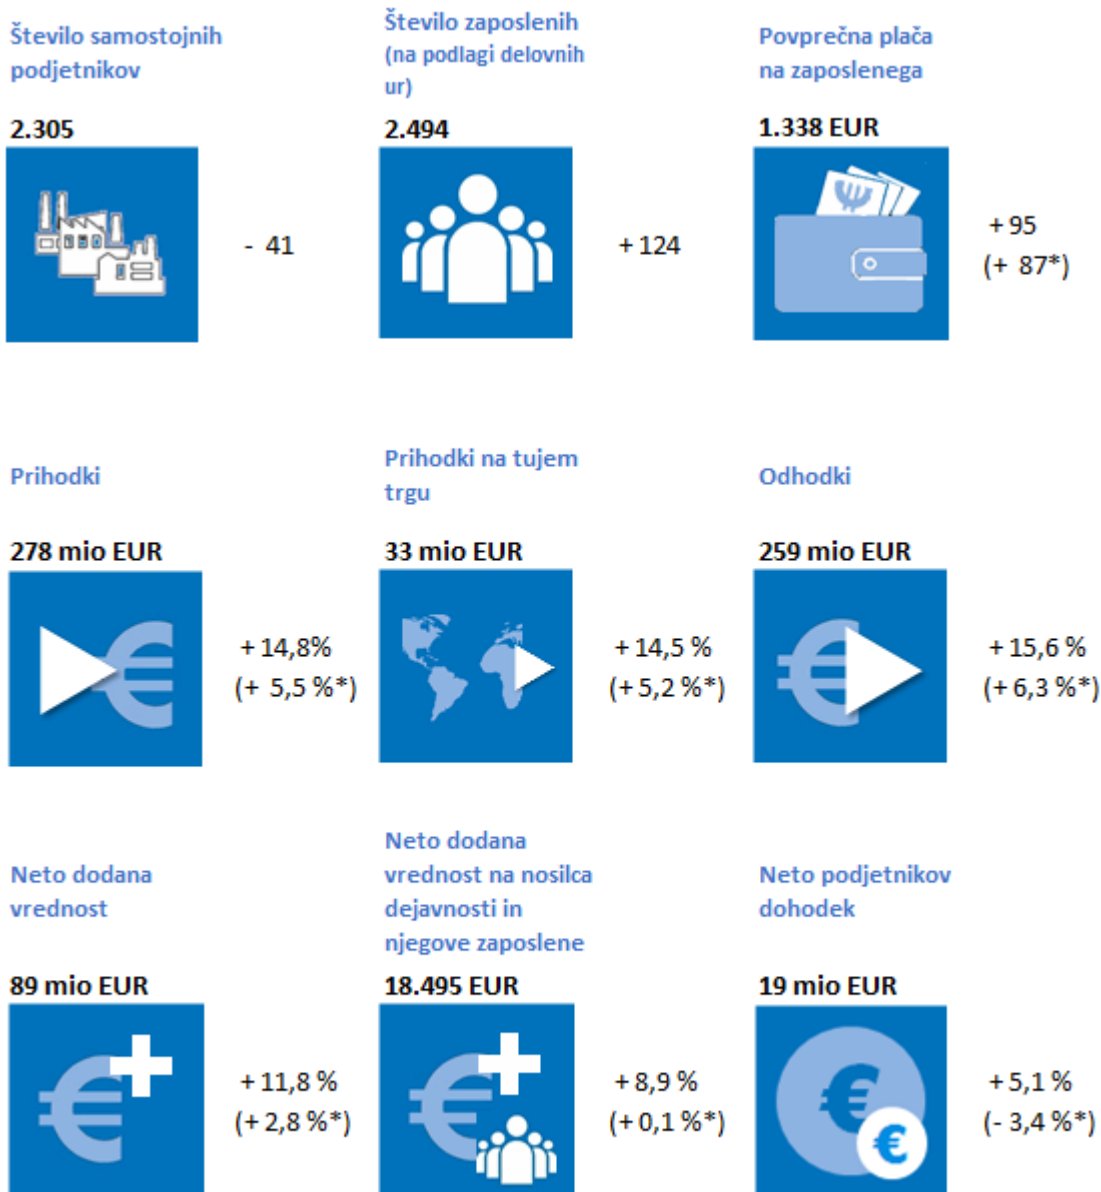 Število samostojnih
podjetnikov
2.305
- 41
Število zaposlenih
(na podlagi delovnih
ur)
2.494
+ 124
Povprečna plača
na zaposlenega
1.338 EUR
+ 95
(+ 87*)
Prihodki
278 mio EUR
+ 14,8%
(+ 5,5 %*)
Prihodki na tujem
trgu
33 mio EUR
+ 14,5 %
(+ 5,2 %*)
Odhodki
259 mio EUR
+ 15,6 %
(+ 6,3 %*)
Neto dodana
vrednost
89 mio EUR
+ 11,8 %
(+ 2,8 %*)
Neto dodana
vrednost na nosilca
dejavnosti in
njegove zaposlene
18.495 EUR
+ 8,9 %
(+ 0,1 %*)
Neto podjetnikov
dohodek
19 mio EUR
+ 5,1 %
(- 3,4 %*)